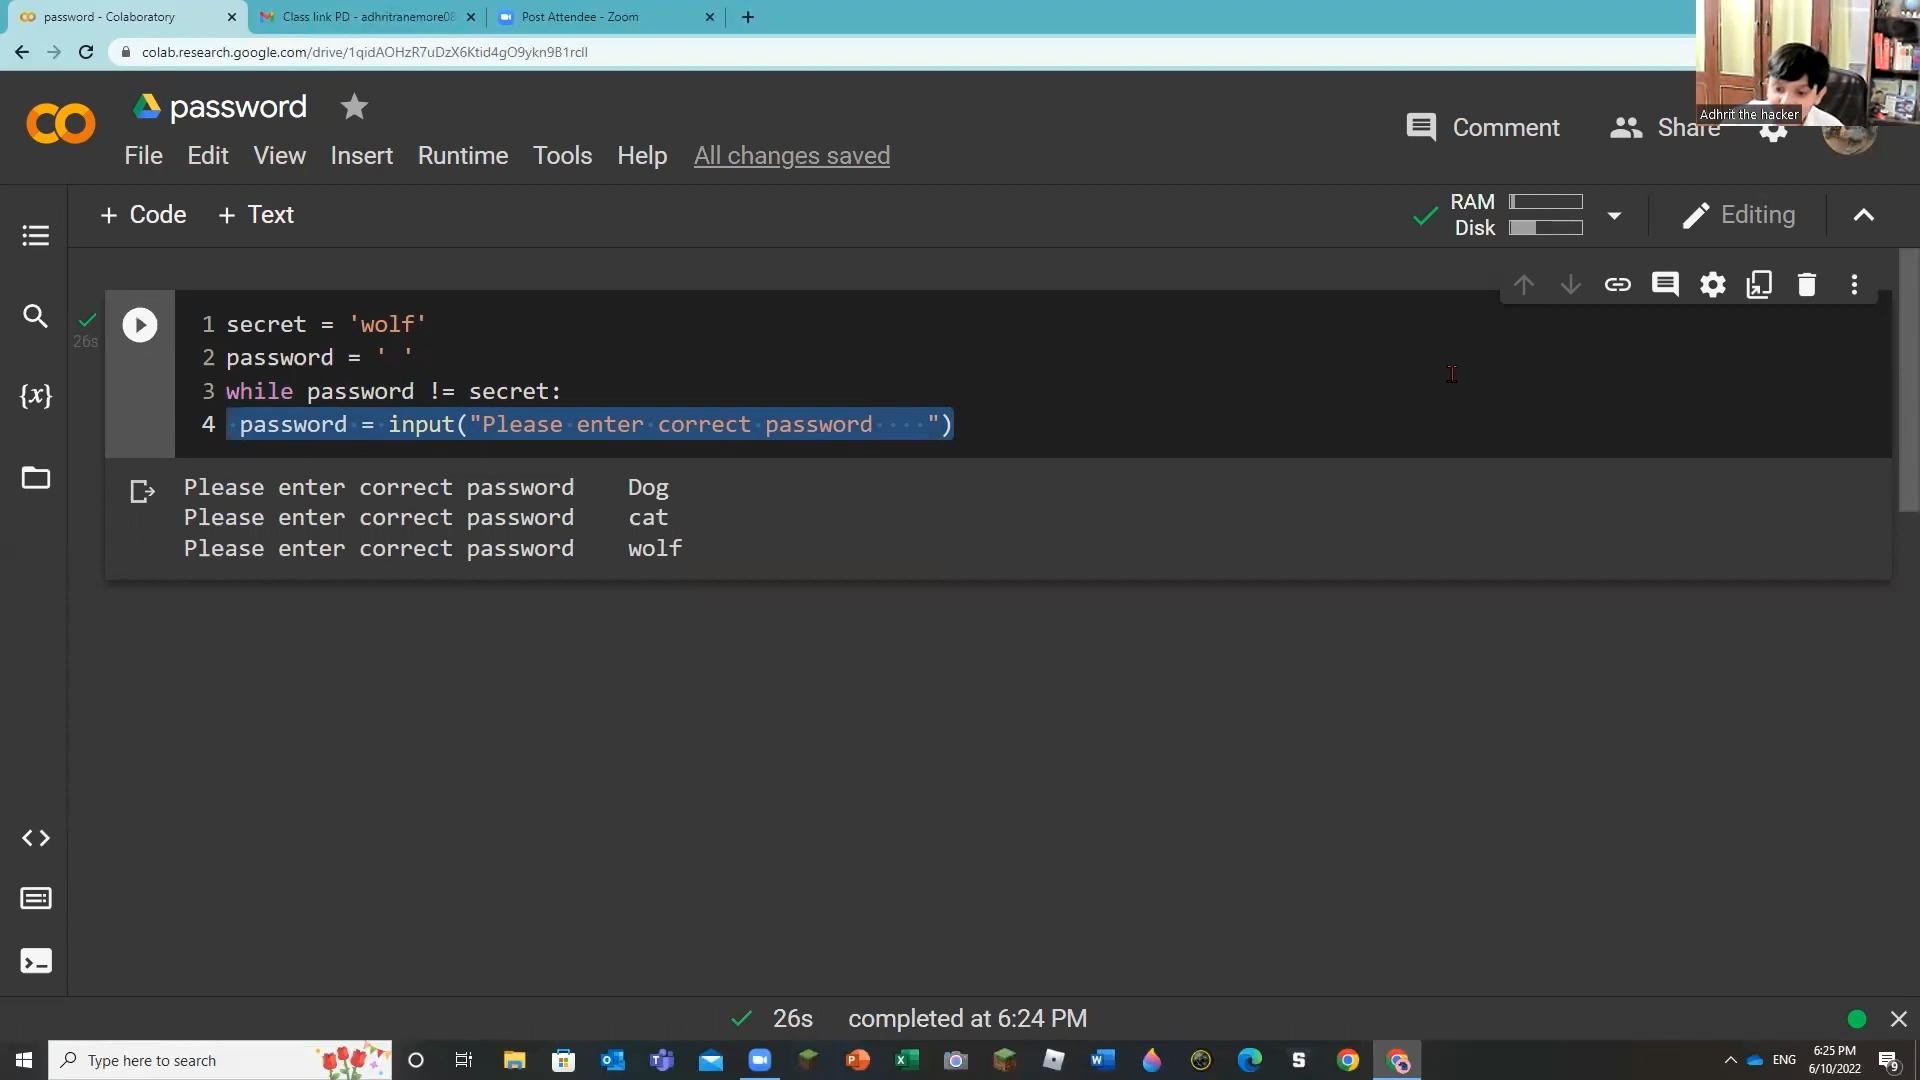 password - Colaboratory
Class link PD - adhritranemore08
Post Attendee - Zoom
colab.research.google.com/drive/1qidAOHzR7uDzX6Ktid4gO9ykn9B1rclI
Adhrit the hacker
password
Comment
Share
File Edit View Insert Runtime Tools Help All changes saved
+ Code + Text
RAM
Disk
Editing
26s
1 secret = 'wolf'
2 password = ' '
3 while password != secret:
4 password = input("Please enter correct password    ")
Please enter correct password    Dog
Please enter correct password    cat
Please enter correct password    wolf
26s completed at 6:24 PM
Type here to search
ENG
6:25 PM
6/10/2022
9